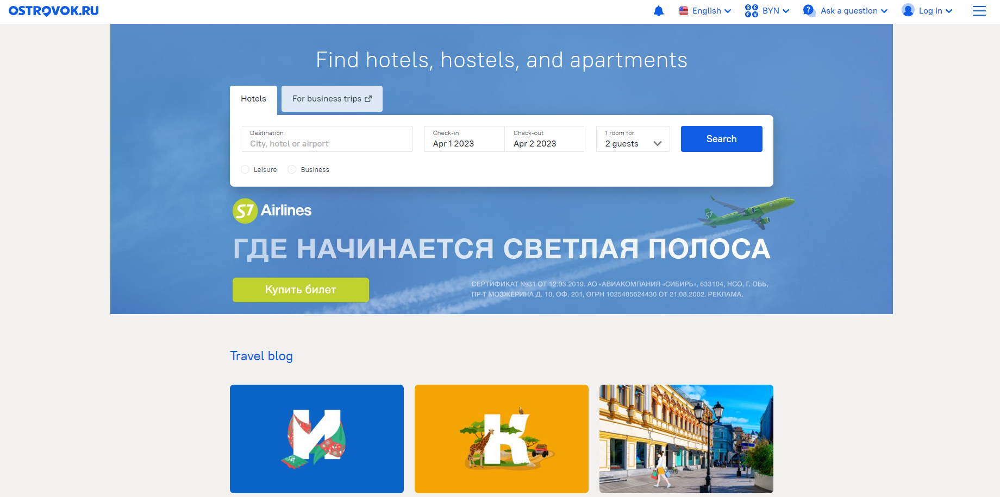 OSTROVOK.RU
English
BYN
Ask a question
Log in
Find hotels, hostels, and apartments
Hotels
For business trips
Destination
City, hotel or airport
Check-in
Apr 1 2023
Check-out
Apr 2 2023
1 room for
2 guests
Search
Leisure
Business
S7 Airlines
S7
ГДЕ НАЧИНАЕТСЯ СВЕТЛАЯ ПОЛОСА
Купить билет
СЕРТИФИКАТ №31 ОТ 12.03.2019. АО «АВИАКОМПАНИЯ «СИБИРЬ», 633104, НСО, Г. ОБЬ,
ПР-Т МОЗЖЕРИНА Д. 10, ОФ. 201, ОГРН 1025405624430 ОТ 21.08.2002. РЕКЛАМА.
Travel blog
И
К